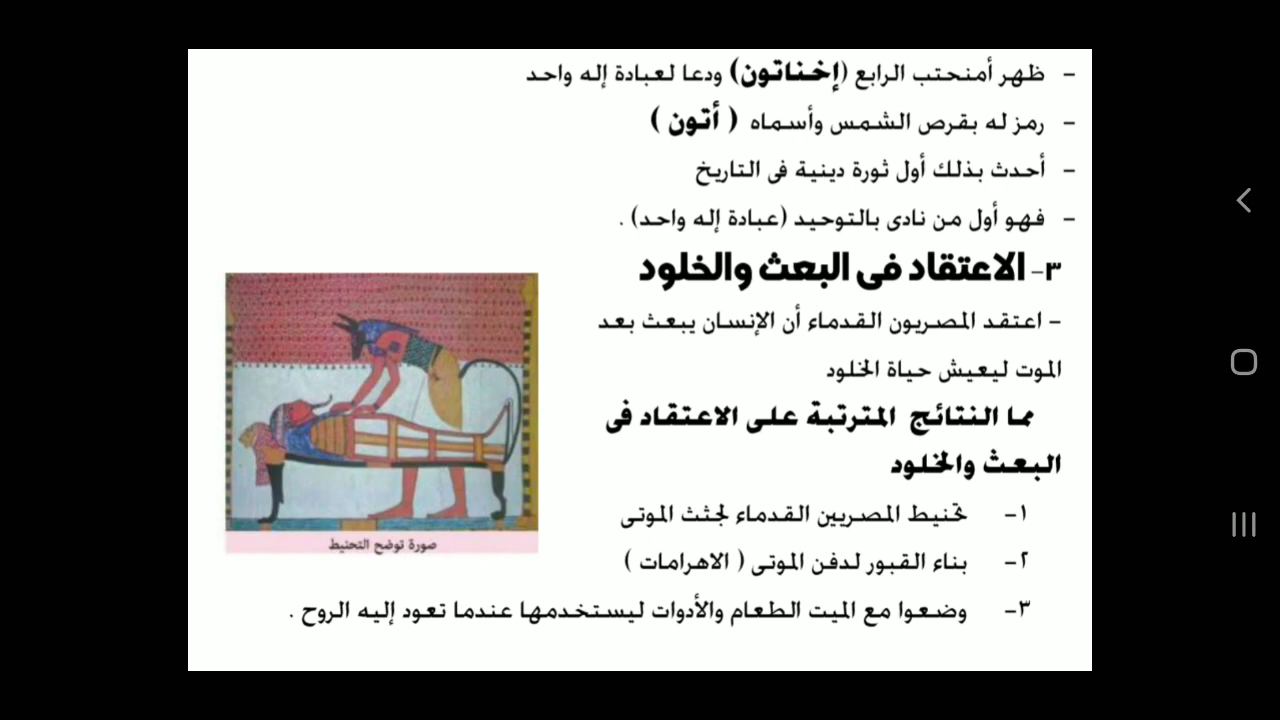 - ظهر أمنحتب الرابع (إخناتون) ودعا لعبادة إله واحد
- رمز له بقرص الشمس وأسماه ( أتون )
- أحدث بذلك أول ثورة دينية فى التاريخ
- فهو أول من نادى بالتوحيد (عبادة إله واحد) .
٣- الاعتقاد فى البعث والخلود
- اعتقد المصريون القدماء أن الإنسان يبعث بعد
الموت ليعيش حياة الخلود
مما النتائج المترتبة على الاعتقاد فى
البعث والخلود
١- تحنيط المصريين القدماء لجثث الموتى
٢- بناء القبور لدفن الموتى ( الاهرامات )
٣- وضعوا مع الميت الطعام والأدوات ليستخدمها عندما تعود إليه الروح .
صورة توضح التحنيط